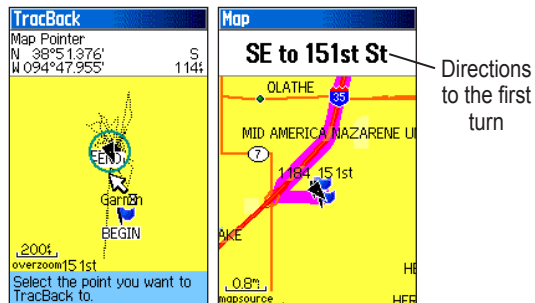 TracBack
Map Pointer
N 38°51.376' S
W 094°47.955' 114
END
Garmin
BEGIN
200
overzoom 151st
Select the point you want to
TracBack to.
Map
SE to 151st St
OLATHE
35
MID AMERICA NAZARENE U
7
1184 151st
AKE
HE
0.8
mapsource
HER
Directions
to the first
turn